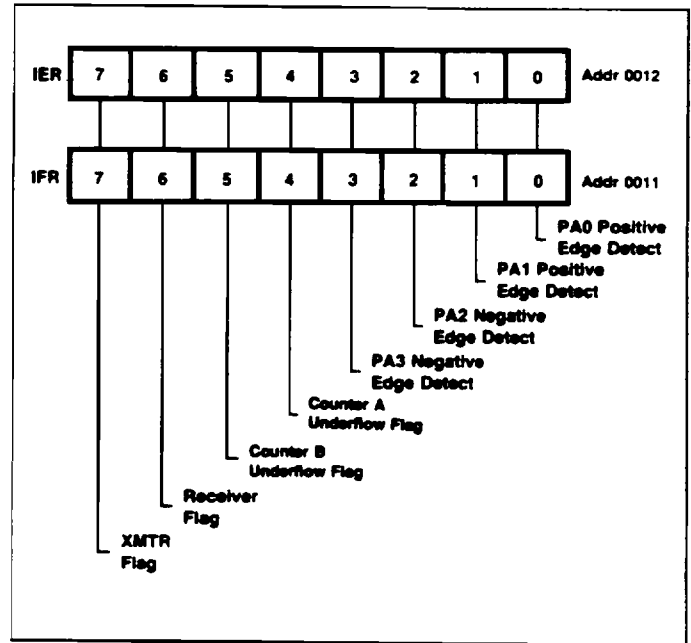 IER 7 6 5 4 3 2 1 0 Addr 0012
IFR 7 6 5 4 3 2 1 0 Addr 0011
PA0 Positive
Edge Detect
PA1 Positive
Edge Detect
PA2 Negative
Edge Detect
PA3 Negative
Edge Detect
Counter A
Underflow Flag
Counter B
Underflow Flag
Receiver
Flag
XMTR
Flag